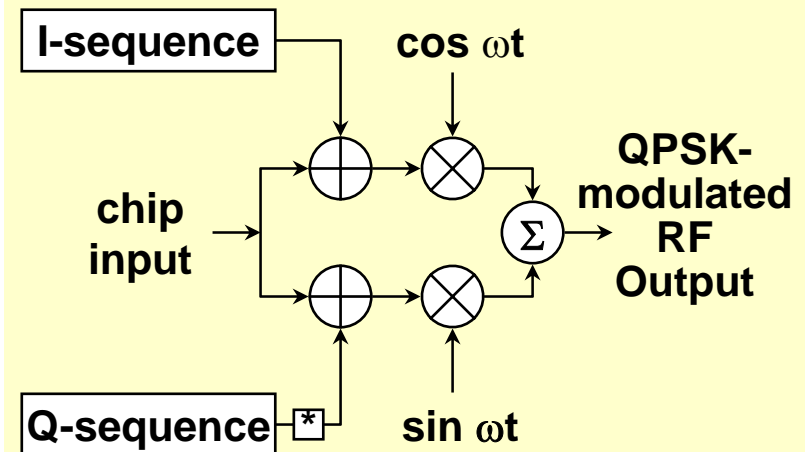 I-sequence
cos ωt
QPSK-
modulated
RF
Output
chip
input
Σ
Q-sequence
*
sin ωt